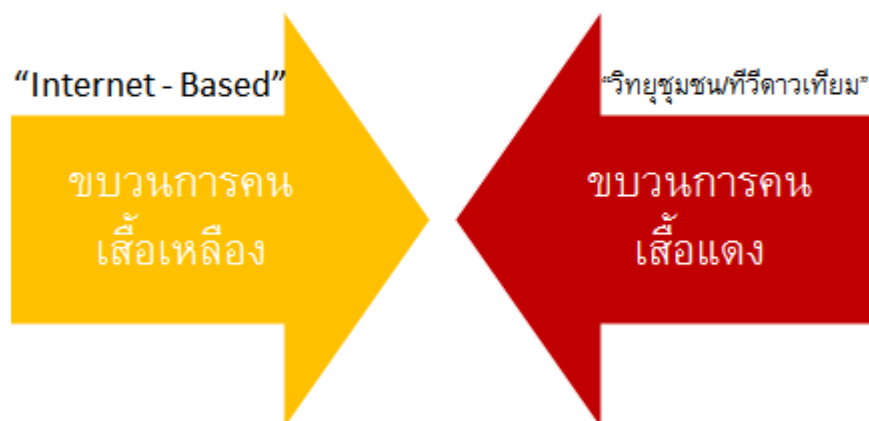 “Internet - Based”
“วิทยุชุมชน/ทีวีดาวเทียม”
ขบวนการคน
เสื้อเหลือง
ขบวนการคน
เสื้อแดง